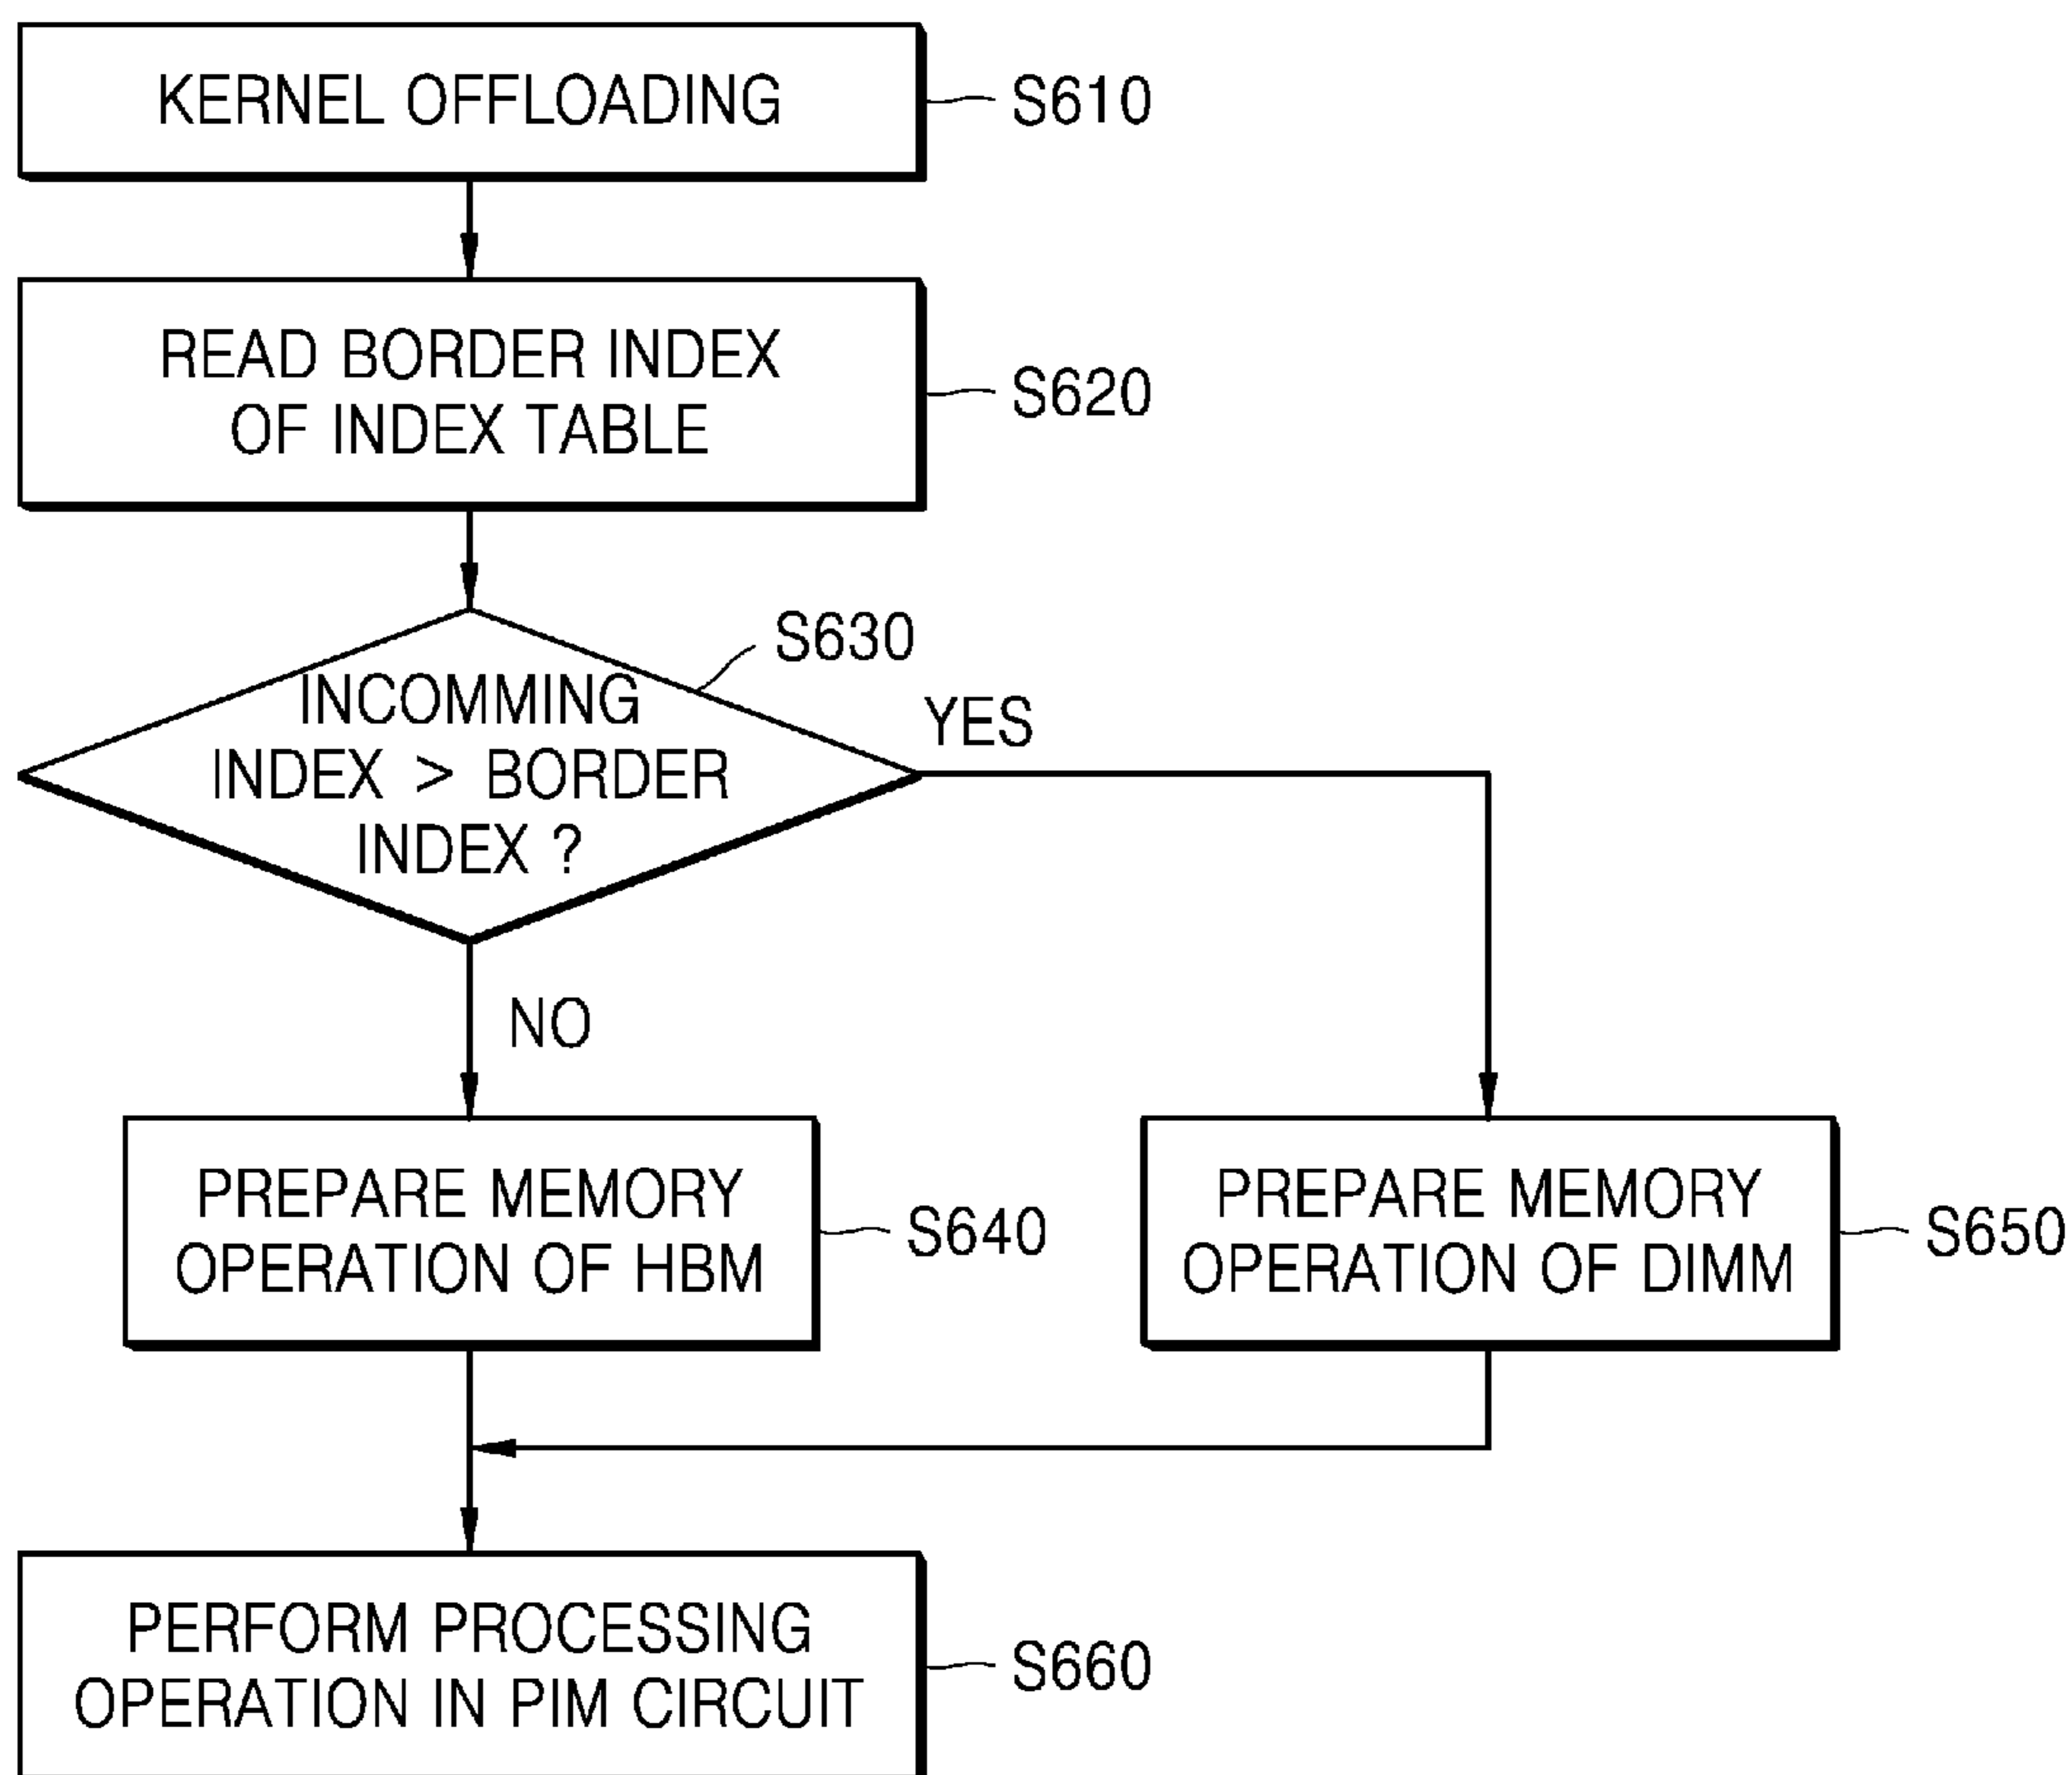 KERNEL OFFLOADING
S610
READ BORDER INDEX
OF INDEX TABLE
S620
S630
INCOMMING
INDEX > BORDER
INDEX ?
YES
NO
PREPARE MEMORY
OPERATION OF HBM
S640
PREPARE MEMORY
OPERATION OF DIMM
S650
PERFORM PROCESSING
OPERATION IN PIM CIRCUIT
S660